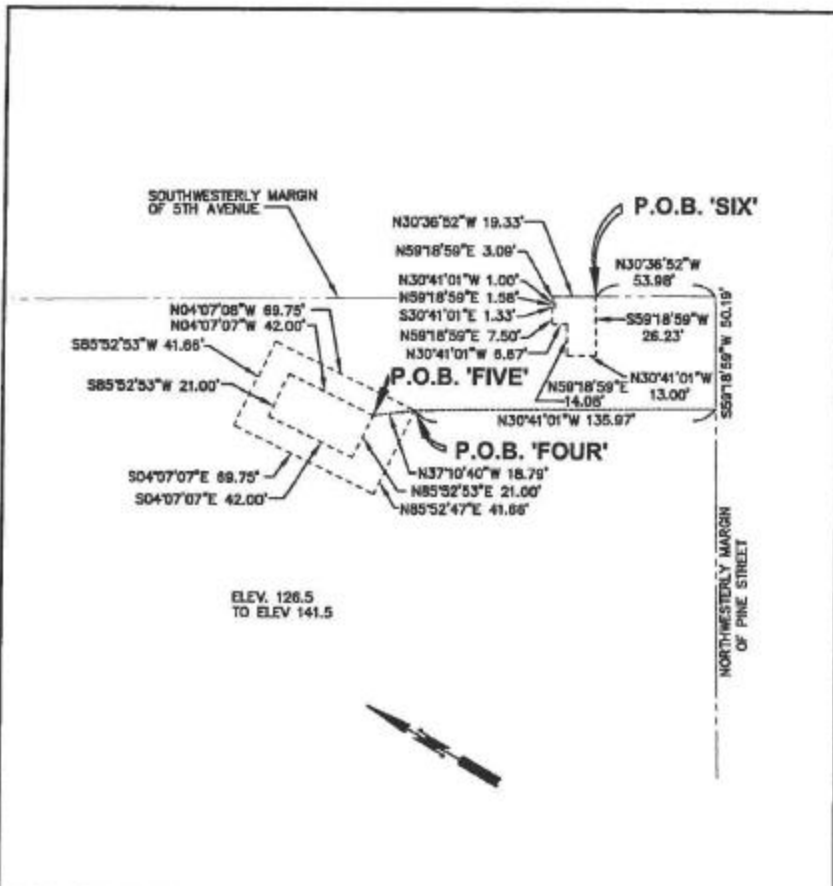 SOUTHWESTERLY MARGIN
OF 5TH AVENUE
P.O.B. 'SIX'
N30°36'52"W 19.33'
N59°18'59"E 3.09'
N30°41'01"W 1.00'
N59°18'59"E 1.58'
S30°41'01"E 1.33'
N59°18'59"E 7.50'
N30°41'01"W 6.67'
N30°36'52"W
53.98'
S59°18'59"W
26.23'
N59°18'59"E
14.08'
N30°41'01"W
13.00'
S59°18'59"W 50.19'
N04°07'08"W 69.75'
N04°07'07"W 42.00'
S85°52'53"W 41.66'
S85°52'53"W 21.00'
P.O.B. 'FIVE'
N30°41'01"W 135.97'
P.O.B. 'FOUR'
N37°10'40"W 18.79'
N85°52'53"E 21.00'
N85°52'47"E 41.66'
S04°07'07"E 69.75'
S04°07'07"E 42.00'
ELEV. 126.5
TO ELEV 141.5
NORTHWESTERLY MARGIN
OF PINE STREET
N